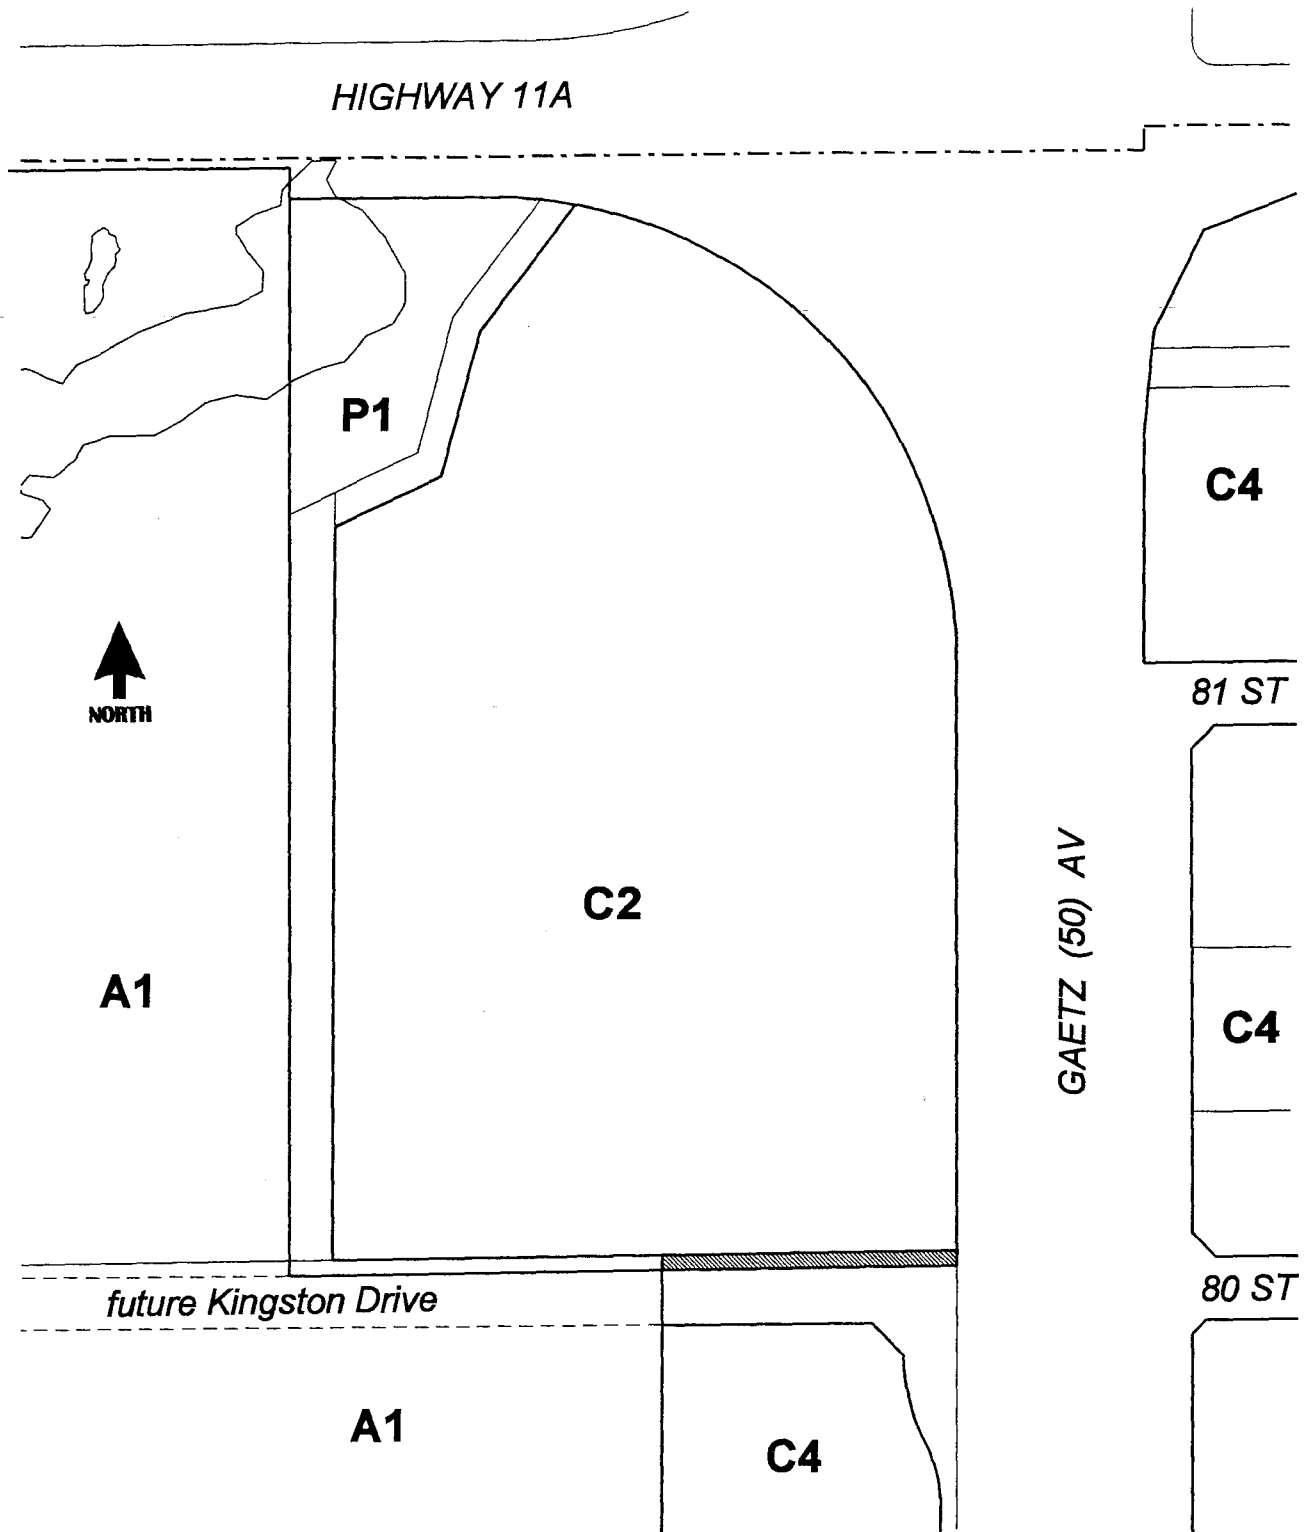 HIGHWAY 11A
P1
C4
NORTH
81 ST
C2
GAETZ (50) AV
A1
C4
future Kingston Drive
80 ST
A1
C4